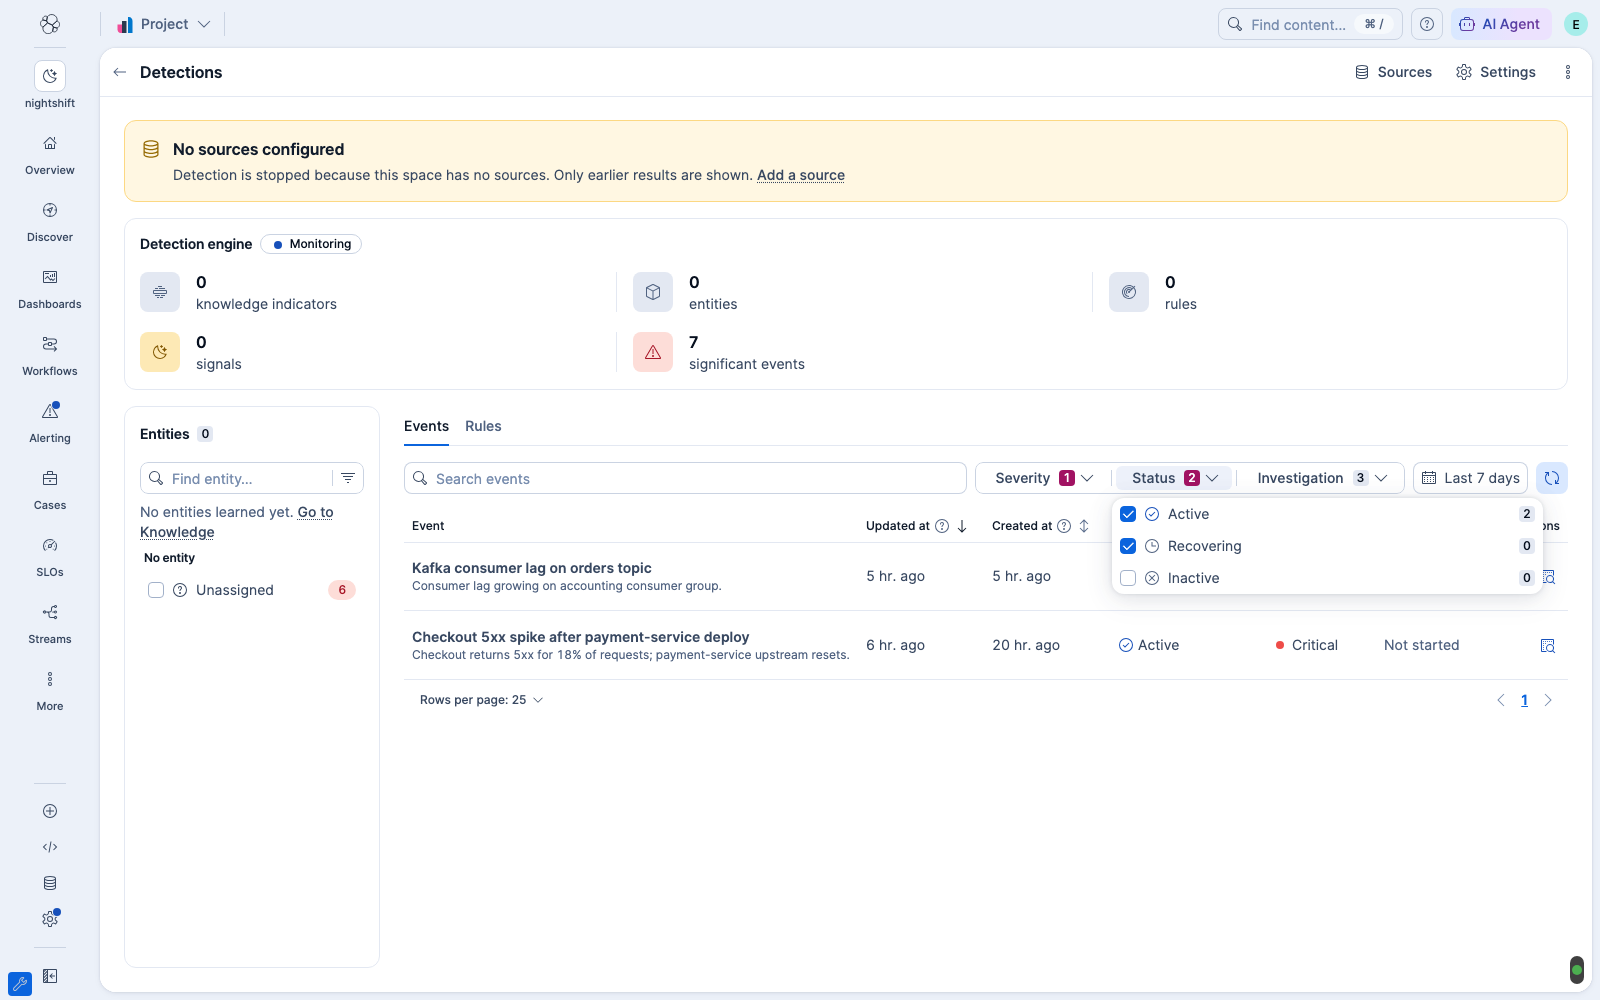 Project
Find content...
⌘ /
AI Agent
E
nightshift
Overview
Discover
Dashboards
Workflows
Alerting
Cases
SLOs
Streams
More
Detections
Sources
Settings
No sources configured
Detection is stopped because this space has no sources. Only earlier results are shown. Add a source
Detection engine
Monitoring
0
knowledge indicators
0
entities
0
rules
0
signals
7
significant events
Entities 0
Find entity...
No entities learned yet. Go to
Knowledge
No entity
Unassigned
6
Events
Rules
Search events
Severity 1
Status 2
Investigation 3
Last 7 days
Active
2
Recovering
0
Inactive
0
Event
Updated at
Created at
ons
Kafka consumer lag on orders topic
Consumer lag growing on accounting consumer group.
5 hr. ago
5 hr. ago
Checkout 5xx spike after payment-service deploy
Checkout returns 5xx for 18% of requests; payment-service upstream resets.
6 hr. ago
20 hr. ago
Active
Critical
Not started
Rows per page: 25
1